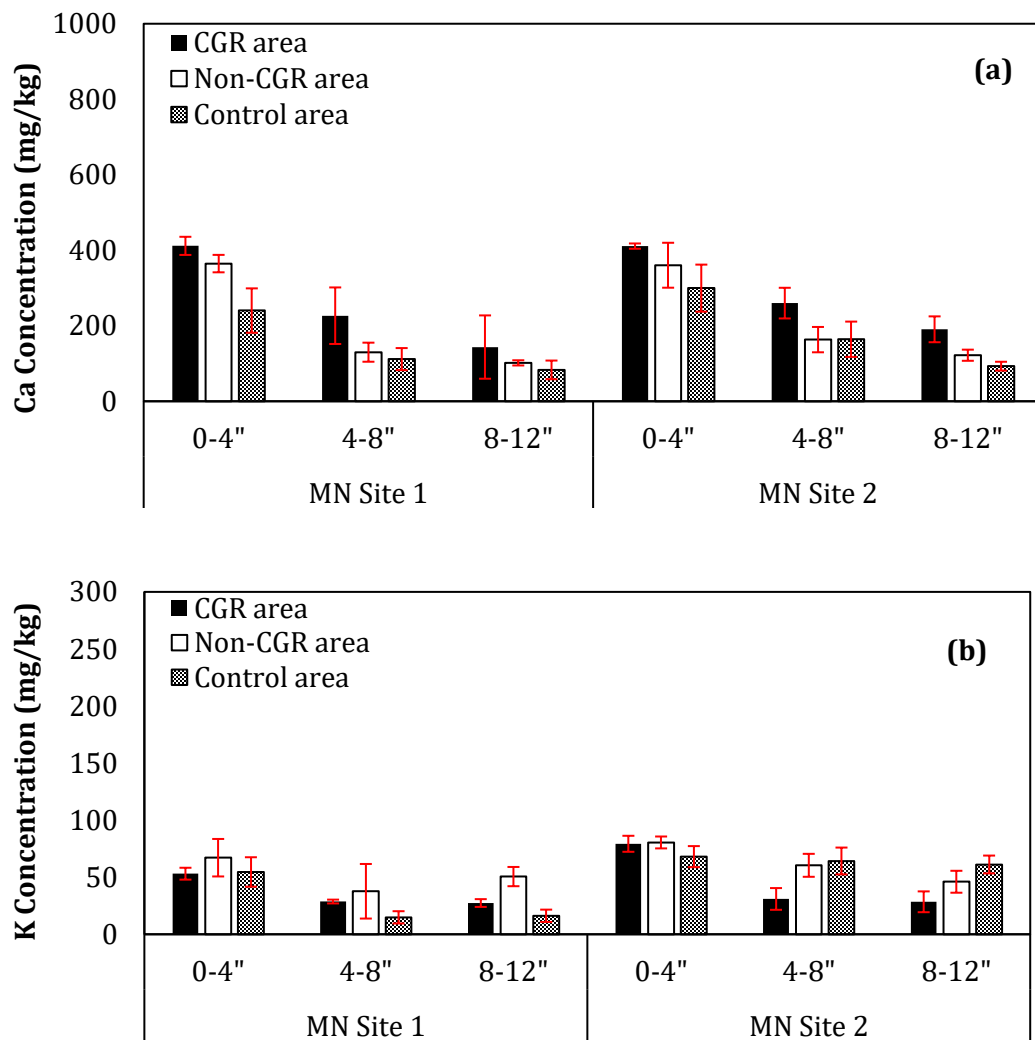 1000
800
600
400
200
0
Ca Concentration (mg/kg)
CGR area
Non-CGR area
Control area
(a)
0-4" 4-8" 8-12" 0-4" 4-8" 8-12"
MN Site 1 MN Site 2
300
250
200
150
100
50
0
K Concentration (mg/kg)
CGR area
Non-CGR area
Control area
(b)
0-4" 4-8" 8-12" 0-4" 4-8" 8-12"
MN Site 1 MN Site 2